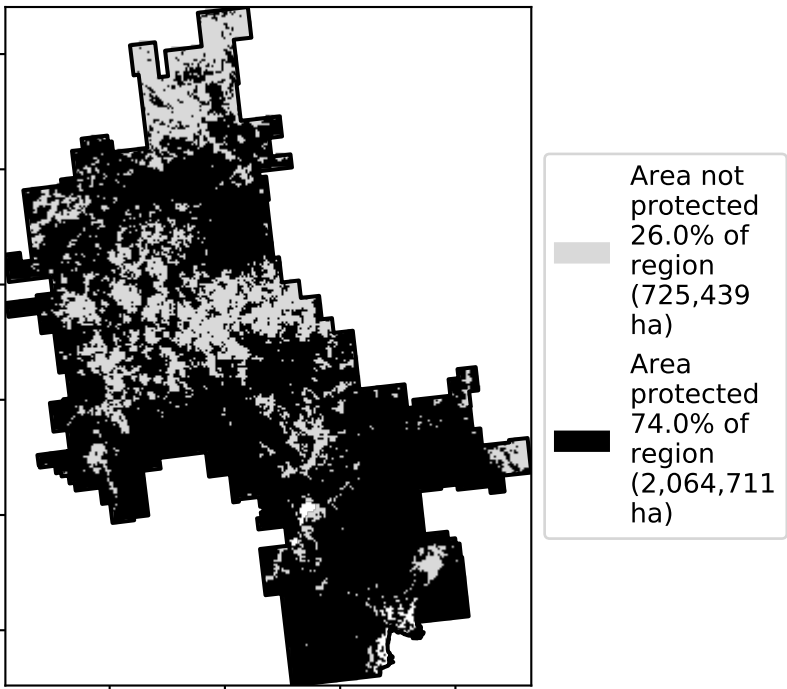 Area not
protected
26.0% of
region
(725,439
ha)
Area
protected
74.0% of
region
(2,064,711
ha)